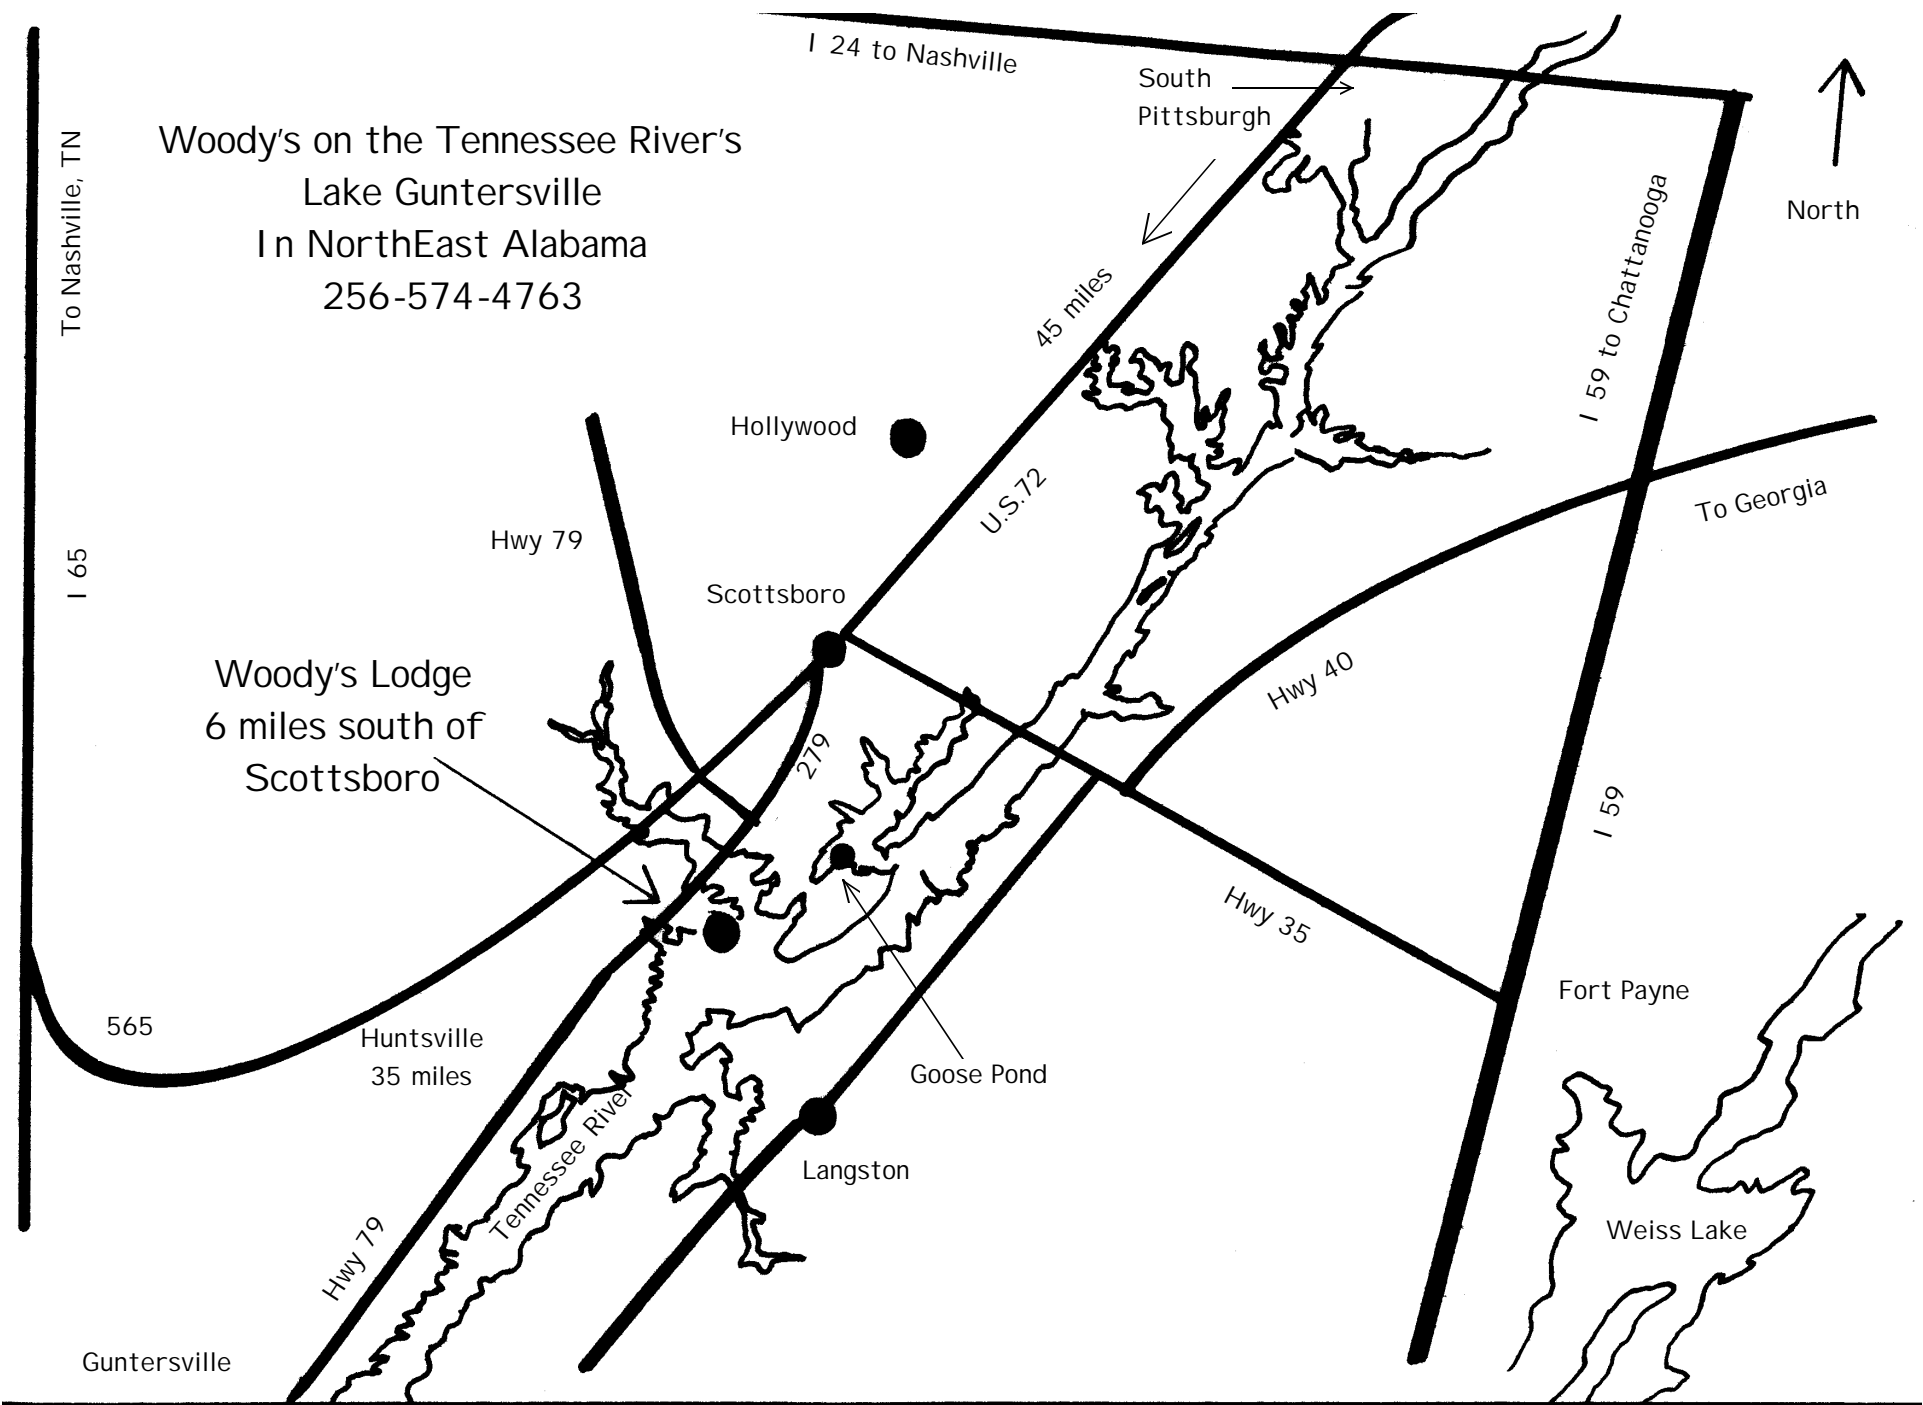 I 24 to Nashville
South
Pittsburgh
Woody's on the Tennessee River's
Lake Guntersville
In NorthEast Alabama
256-574-4763
To Nashville, TN
North
I 59 to Chattanooga
45 miles
Hollywood
U.S.72
To Georgia
Hwy 79
I 65
Scottsboro
Woody's Lodge
6 miles south of
Scottsboro
Hwy 40
279
I 59
Hwy 35
Fort Payne
565
Huntsville
35 miles
Goose Pond
Tennessee River
Langston
Weiss Lake
Hwy 79
Guntersville